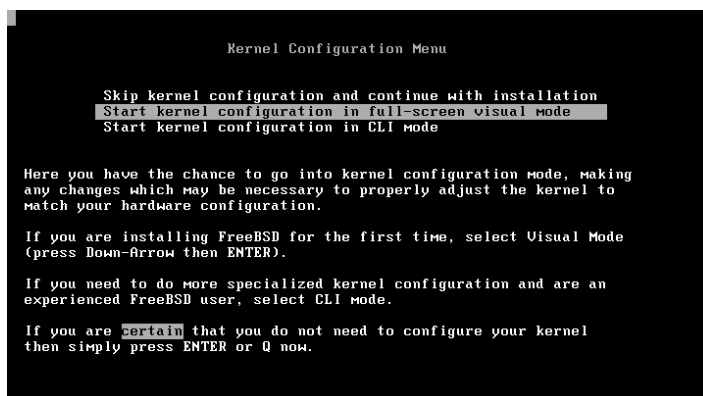 Kernel Configuration Menu
Skip kernel configuration and continue with installation
Start kernel configuration in full-screen visual mode
Start kernel configuration in CLI mode
Here you have the chance to go into kernel configuration mode, making
any changes which may be necessary to properly adjust the kernel to
match your hardware configuration.
If you are installing FreeBSD for the first time, select Visual Mode
(press Down-Arrow then ENTER).
If you need to do more specialized kernel configuration and are an
experienced FreeBSD user, select CLI mode.
If you are certain that you do not need to configure your kernel
then simply press ENTER or Q now.